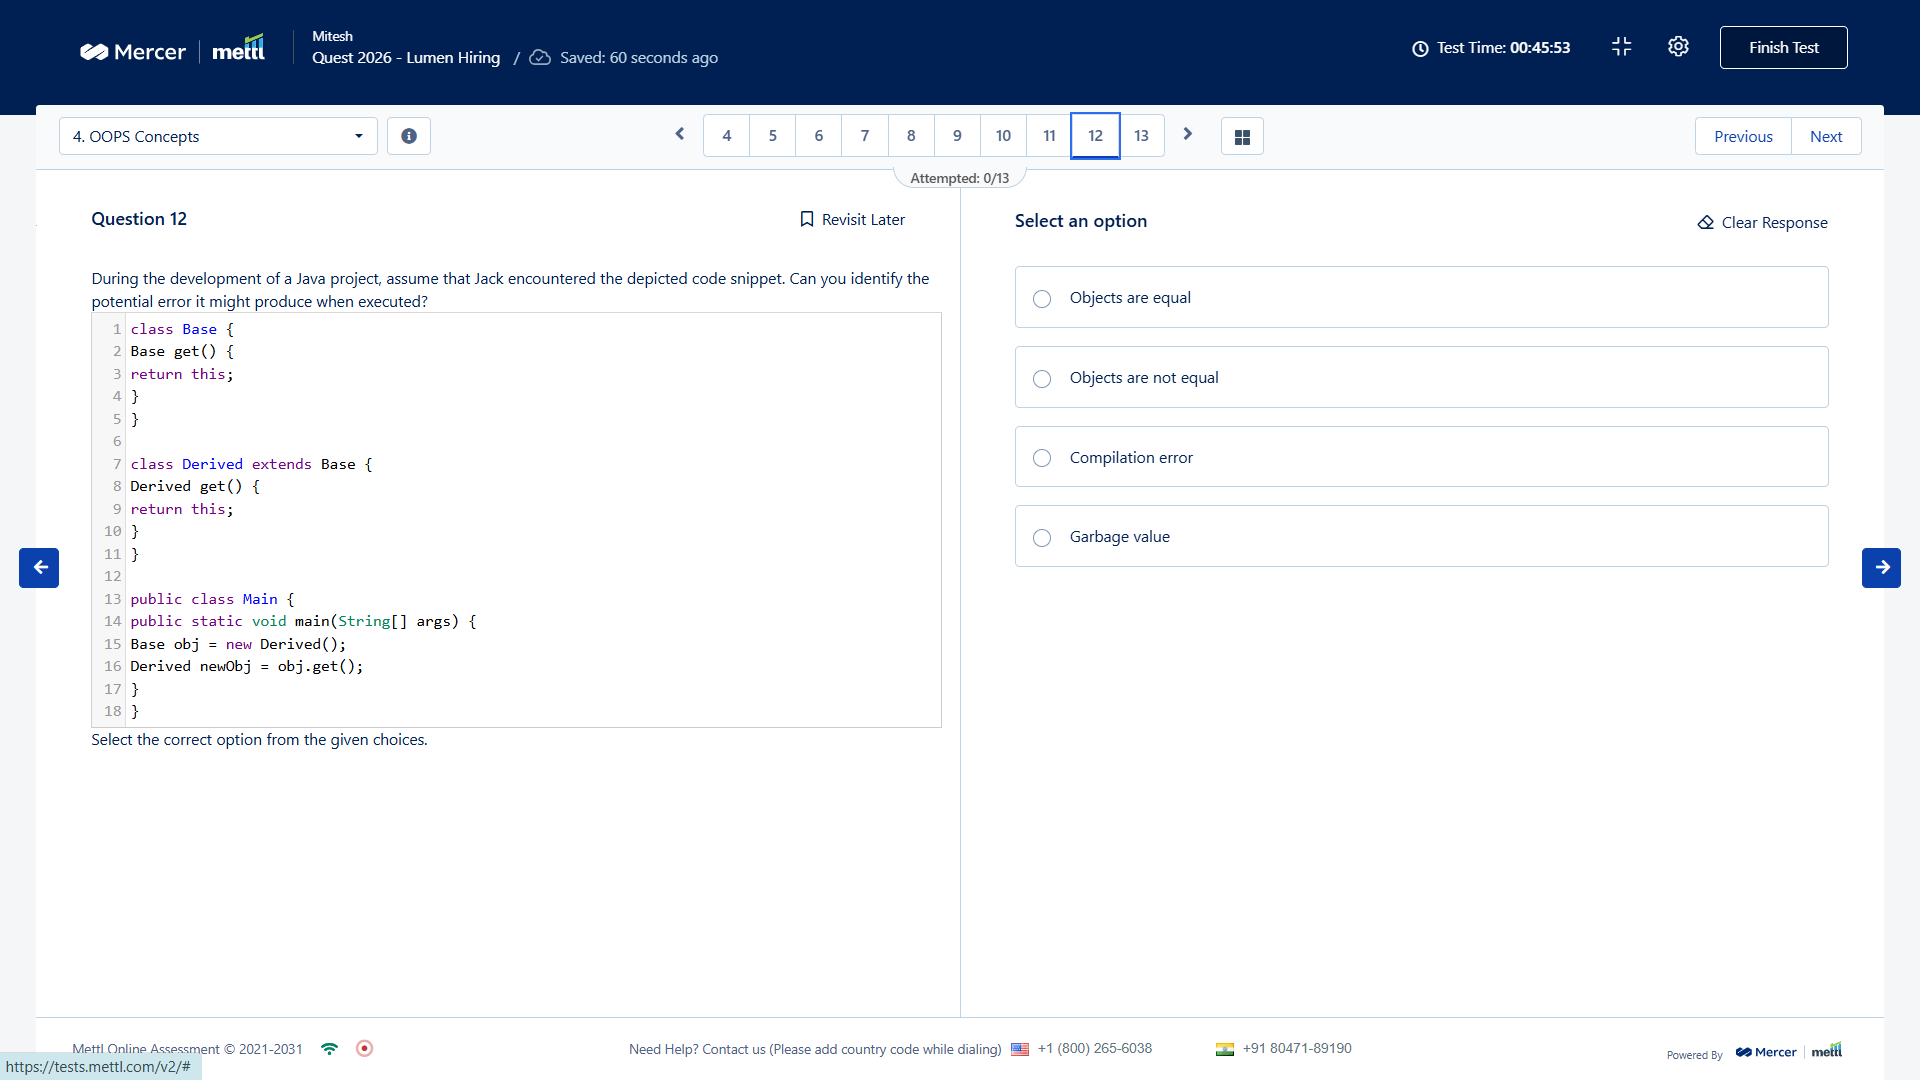 Mercer | mettl
Mitesh
Quest 2026 - Lumen Hiring / Saved: 60 seconds ago
Test Time: 00:45:53
Finish Test
4. OOPS Concepts
4 5 6 7 8 9 10 11 12 13
Previous Next
Attempted: 0/13
Question 12
Revisit Later
During the development of a Java project, assume that Jack encountered the depicted code snippet. Can you identify the
potential error it might produce when executed?
1 class Base {
2 Base get() {
3 return this;
4 }
5 }
6
7 class Derived extends Base {
8 Derived get() {
9 return this;
10 }
11 }
12
13 public class Main {
14 public static void main(String[] args) {
15 Base obj = new Derived();
16 Derived newObj = obj.get();
17 }
18 }
Select the correct option from the given choices.
Select an option
Clear Response
Objects are equal
Objects are not equal
Compilation error
Garbage value
Mettl Online Assessment © 2021-2031
Need Help? Contact us (Please add country code while dialing) +1 (800) 265-6038 +91 80471-89190
Powered By Mercer | mettl
https://tests.mettl.com/v2/#